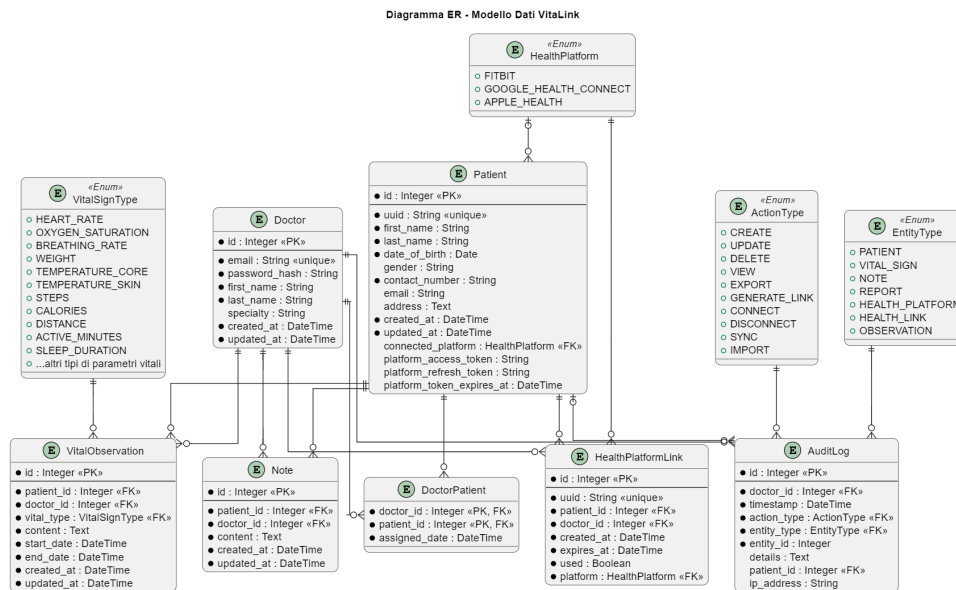 Diagramma ER - Modello Dati VitaLink
E
«Enum»
HealthPlatform
FITBIT
GOOGLE_HEALTH_CONNECT
APPLE_HEALTH
E
«Enum»
VitalSignType
HEART_RATE
OXYGEN_SATURATION
BREATHING_RATE
WEIGHT
TEMPERATURE_CORE
TEMPERATURE_SKIN
STEPS
CALORIES
DISTANCE
ACTIVE_MINUTES
SLEEP_DURATION
...altri tipi di parametri vitali
E Doctor
id : Integer «PK»
email : String «unique»
password_hash : String
first_name : String
last_name : String
specialty : String
created_at : DateTime
updated_at : DateTime
E Patient
id : Integer «PK»
uuid : String «unique»
first_name : String
last_name : String
date_of_birth : Date
gender : String
contact_number : String
email : String
address : Text
created_at : DateTime
updated_at : DateTime
connected_platform : HealthPlatform «FK»
platform_access_token : String
platform_refresh_token : String
platform_token_expires_at : DateTime
E
«Enum»
ActionType
CREATE
UPDATE
DELETE
VIEW
EXPORT
GENERATE_LINK
CONNECT
DISCONNECT
SYNC
IMPORT
E
«Enum»
EntityType
PATIENT
VITAL_SIGN
NOTE
REPORT
HEALTH_PLATFORM
HEALTH_LINK
OBSERVATION
E VitalObservation
id : Integer «PK»
patient_id : Integer «FK»
doctor_id : Integer «FK»
vital_type : VitalSignType «FK»
content : Text
start_date : DateTime
end_date : DateTime
created_at : DateTime
updated_at : DateTime
E Note
id : Integer «PK»
patient_id : Integer «FK»
doctor_id : Integer «FK»
content : Text
created_at : DateTime
updated_at : DateTime
E DoctorPatient
doctor_id : Integer «PK, FK»
patient_id : Integer «PK, FK»
assigned_date : DateTime
E HealthPlatformLink
id : Integer «PK»
uuid : String «unique»
patient_id : Integer «FK»
doctor_id : Integer «FK»
created_at : DateTime
expires_at : DateTime
used : Boolean
platform : HealthPlatform «FK»
E AuditLog
id : Integer «PK»
doctor_id : Integer «FK»
timestamp : DateTime
action_type : ActionType «FK»
entity_type : EntityType «FK»
entity_id : Integer
details : Text
patient_id : Integer «FK»
ip_address : String